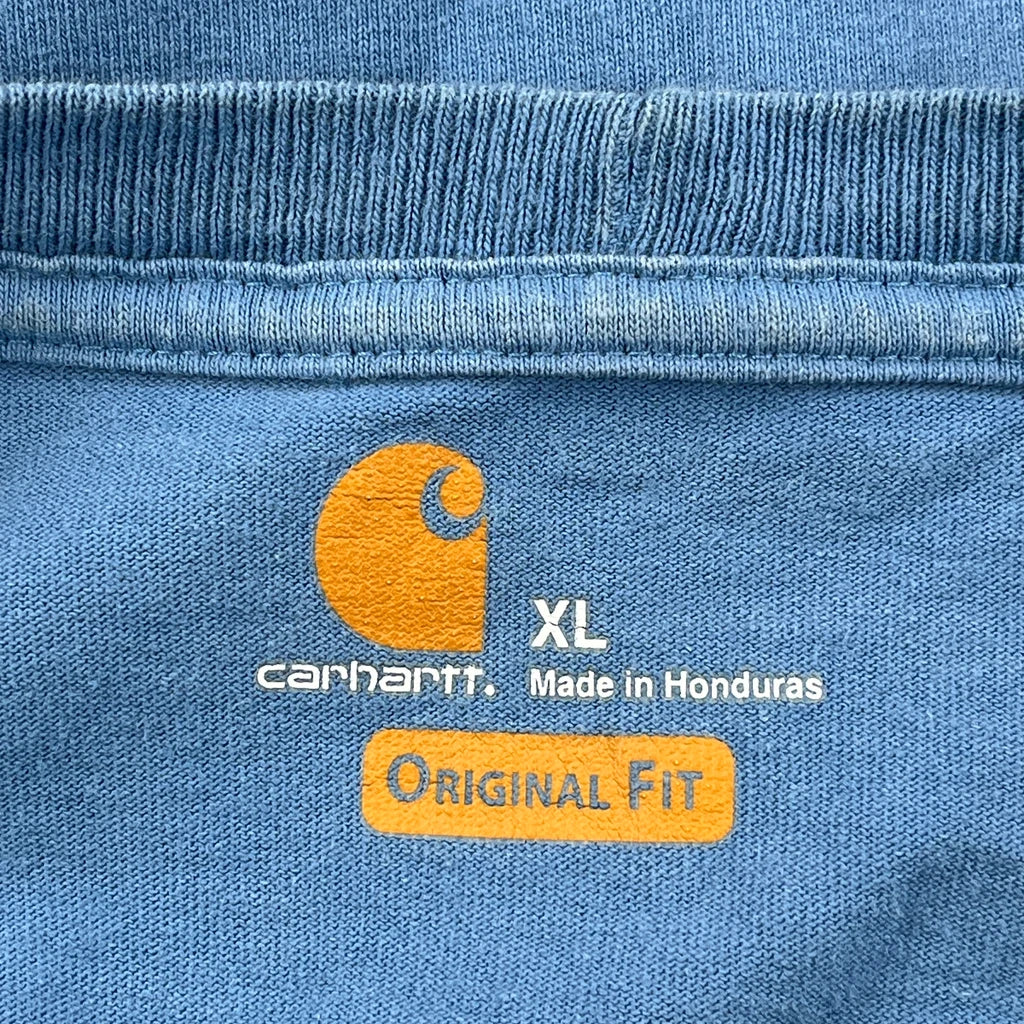 XL
carhartt.
Made in Honduras
ORIGINAL FIT